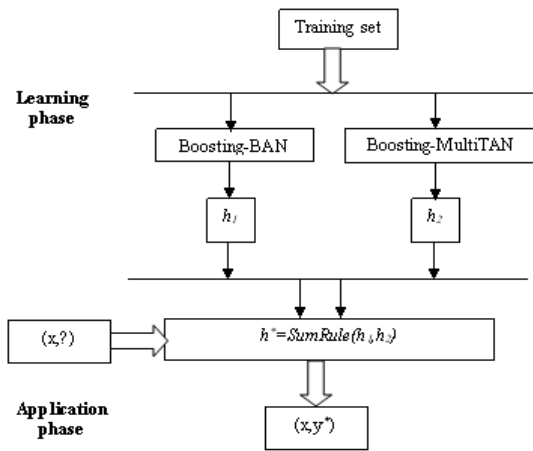 Training set
Learning
phase
Boosting-BAN
Boosting-MultiTAN
h1
h2
(x,?)
h*=SumRule(h1,h2)
Application
phase
(x,y*)